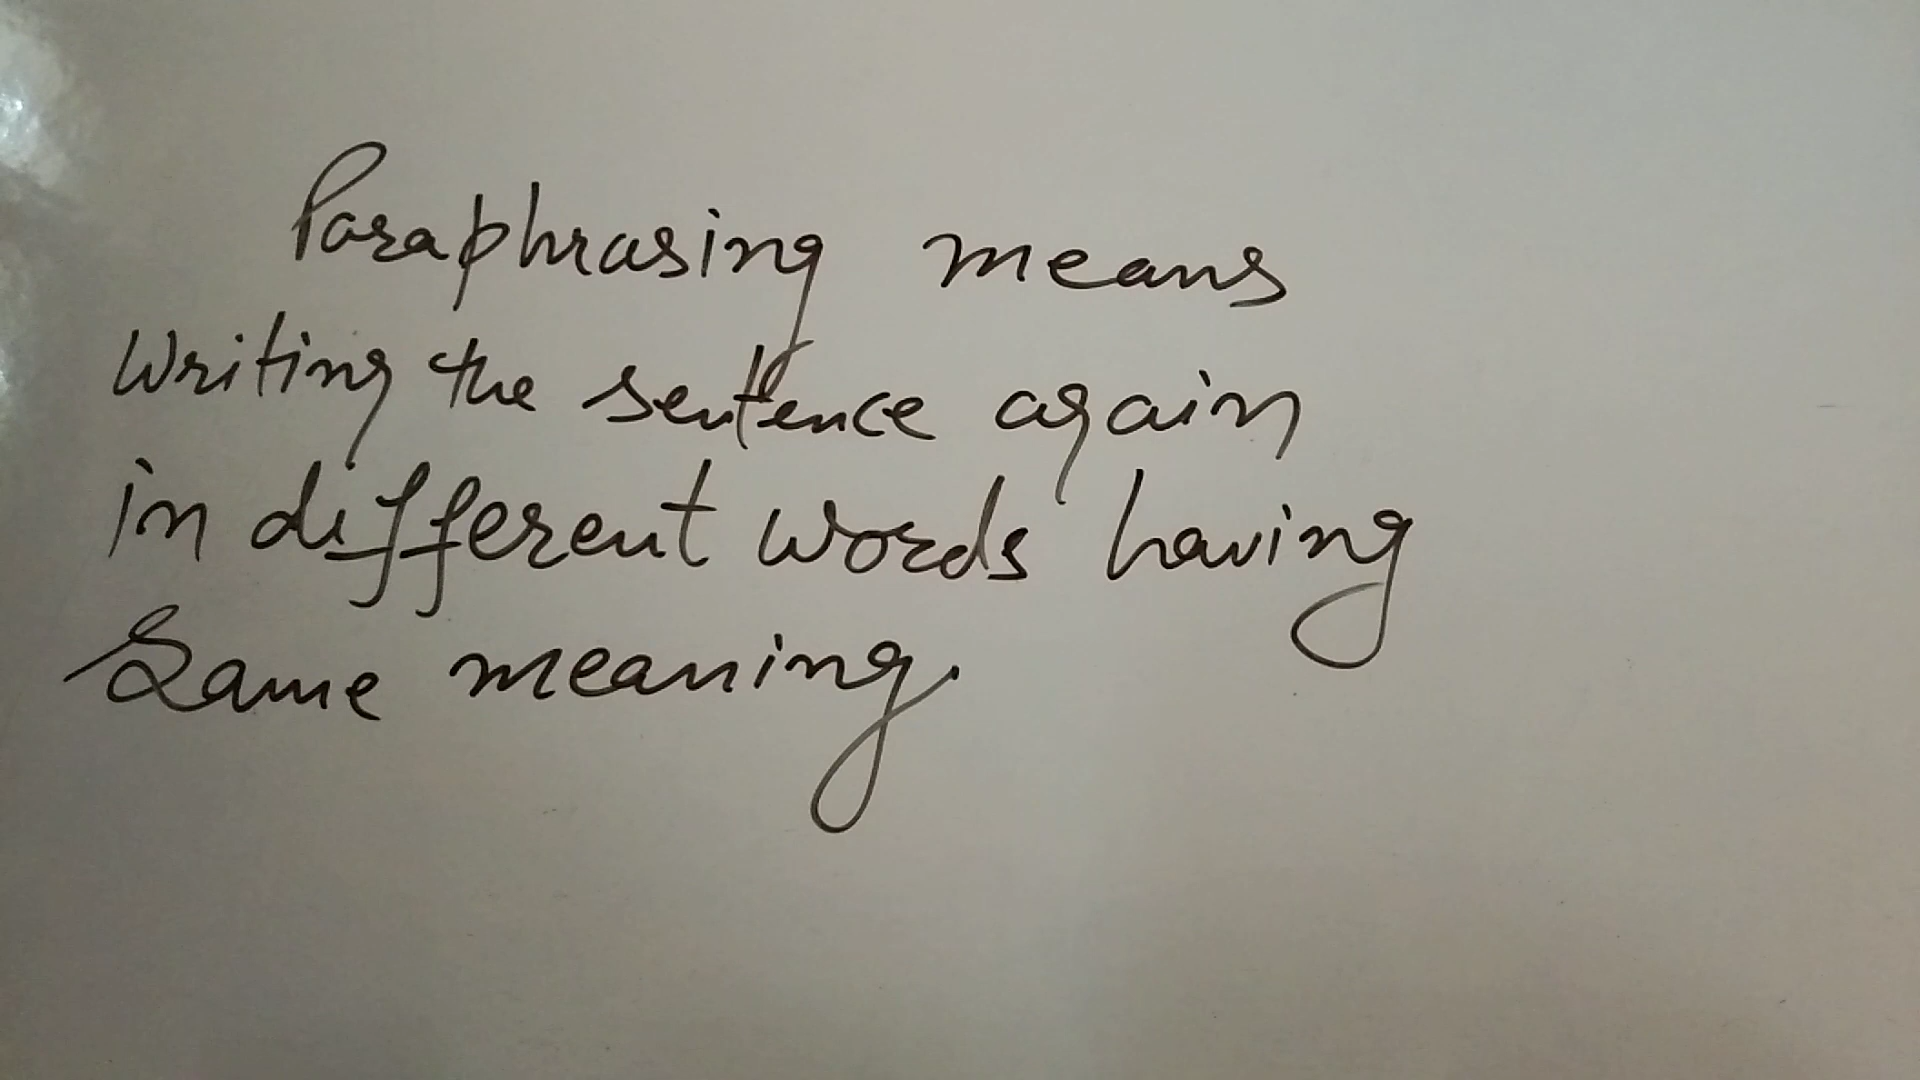 Paraphrasing means
Writing the sentence again
in different words having
Same meaning.